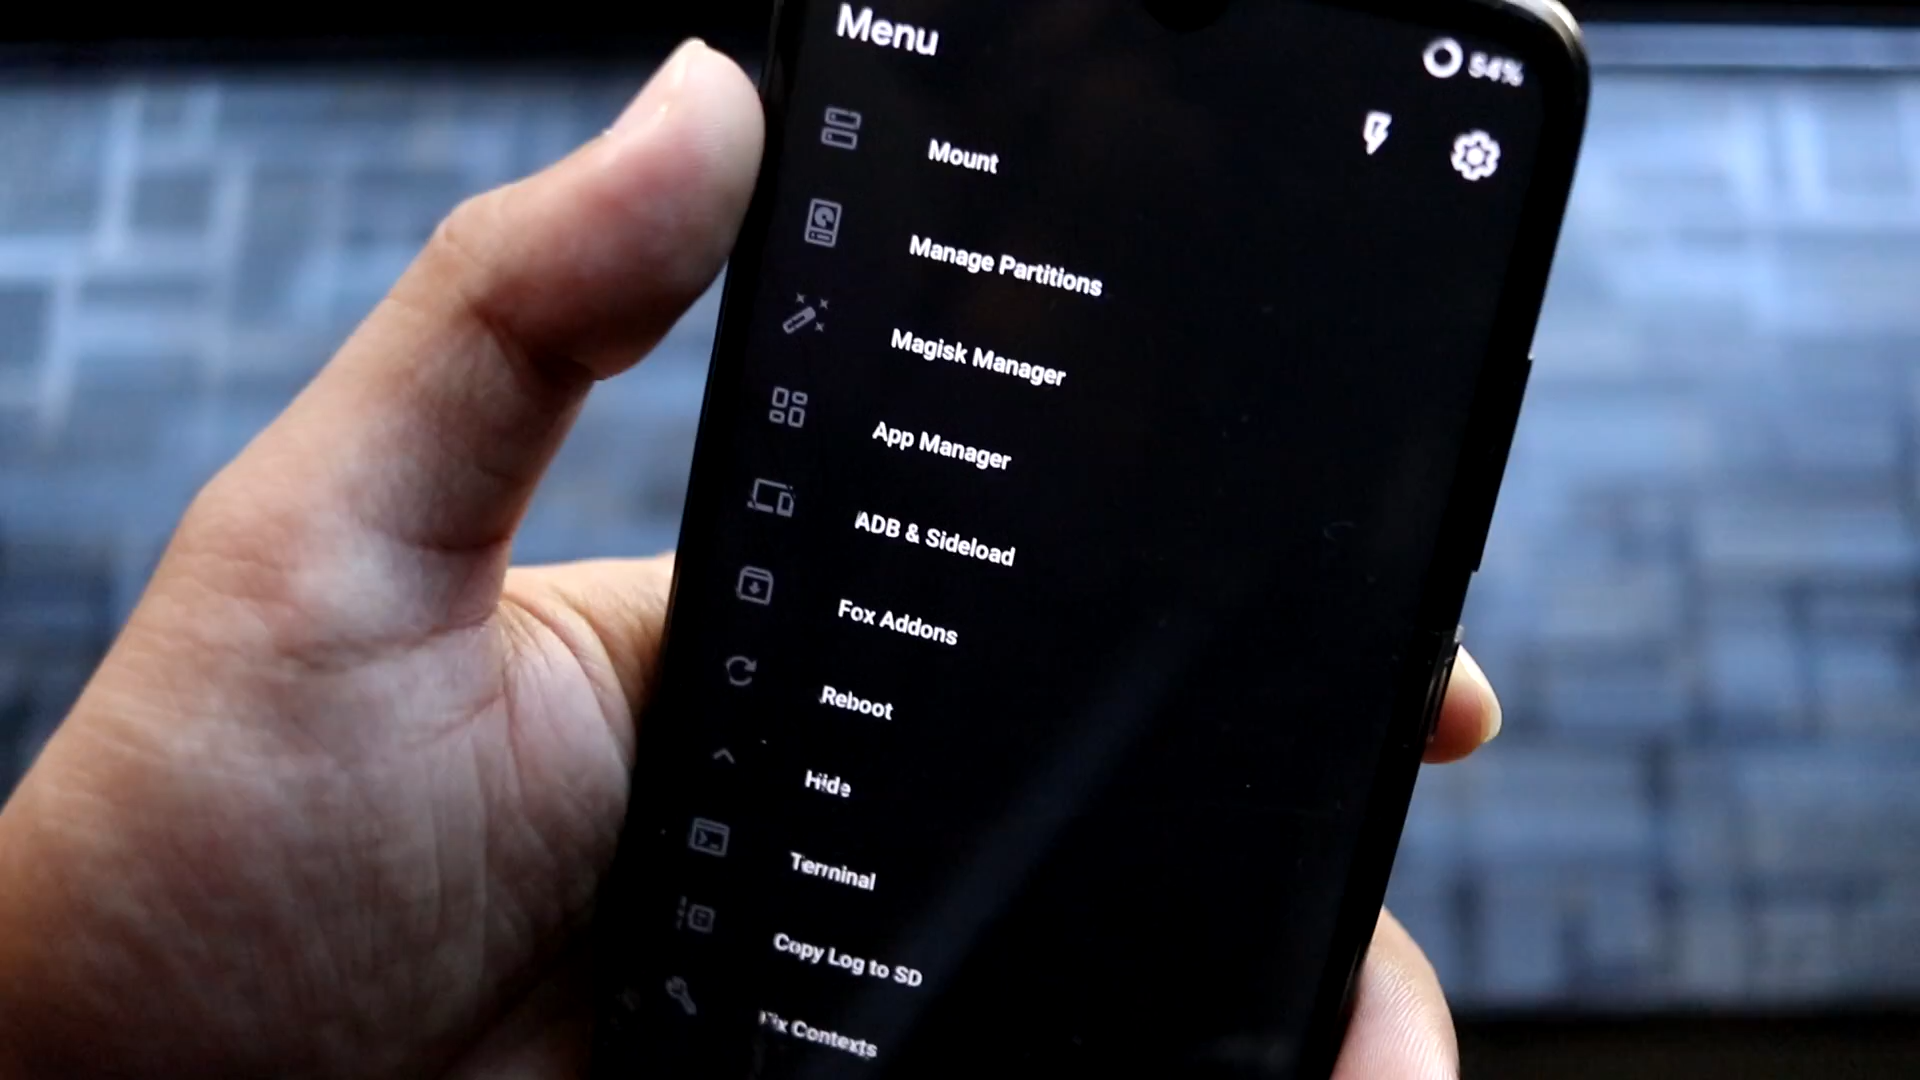 Menu
54%
Mount
Manage Partitions
Magisk Manager
App Manager
ADB & Sideload
Fox Addons
Reboot
Hide
Terminal
Copy Log to SD
Fix Contexts